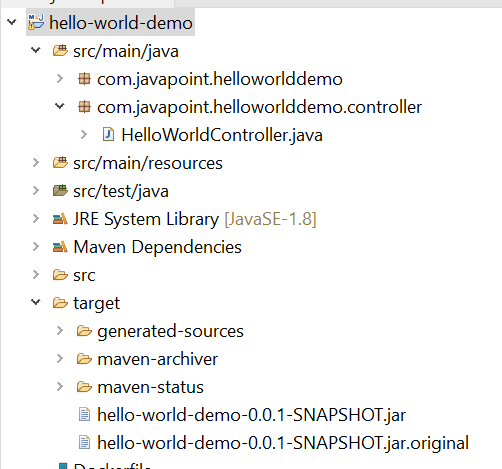 hello-world-demo
src/main/java
com.javapoint.helloworlddemo
com.javapoint.helloworlddemo.controller
HelloWorldController.java
src/main/resources
src/test/java
JRE System Library [JavaSE-1.8]
Maven Dependencies
src
target
generated-sources
maven-archiver
maven-status
hello-world-demo-0.0.1-SNAPSHOT.jar
hello-world-demo-0.0.1-SNAPSHOT.jar.original
Dockerfile